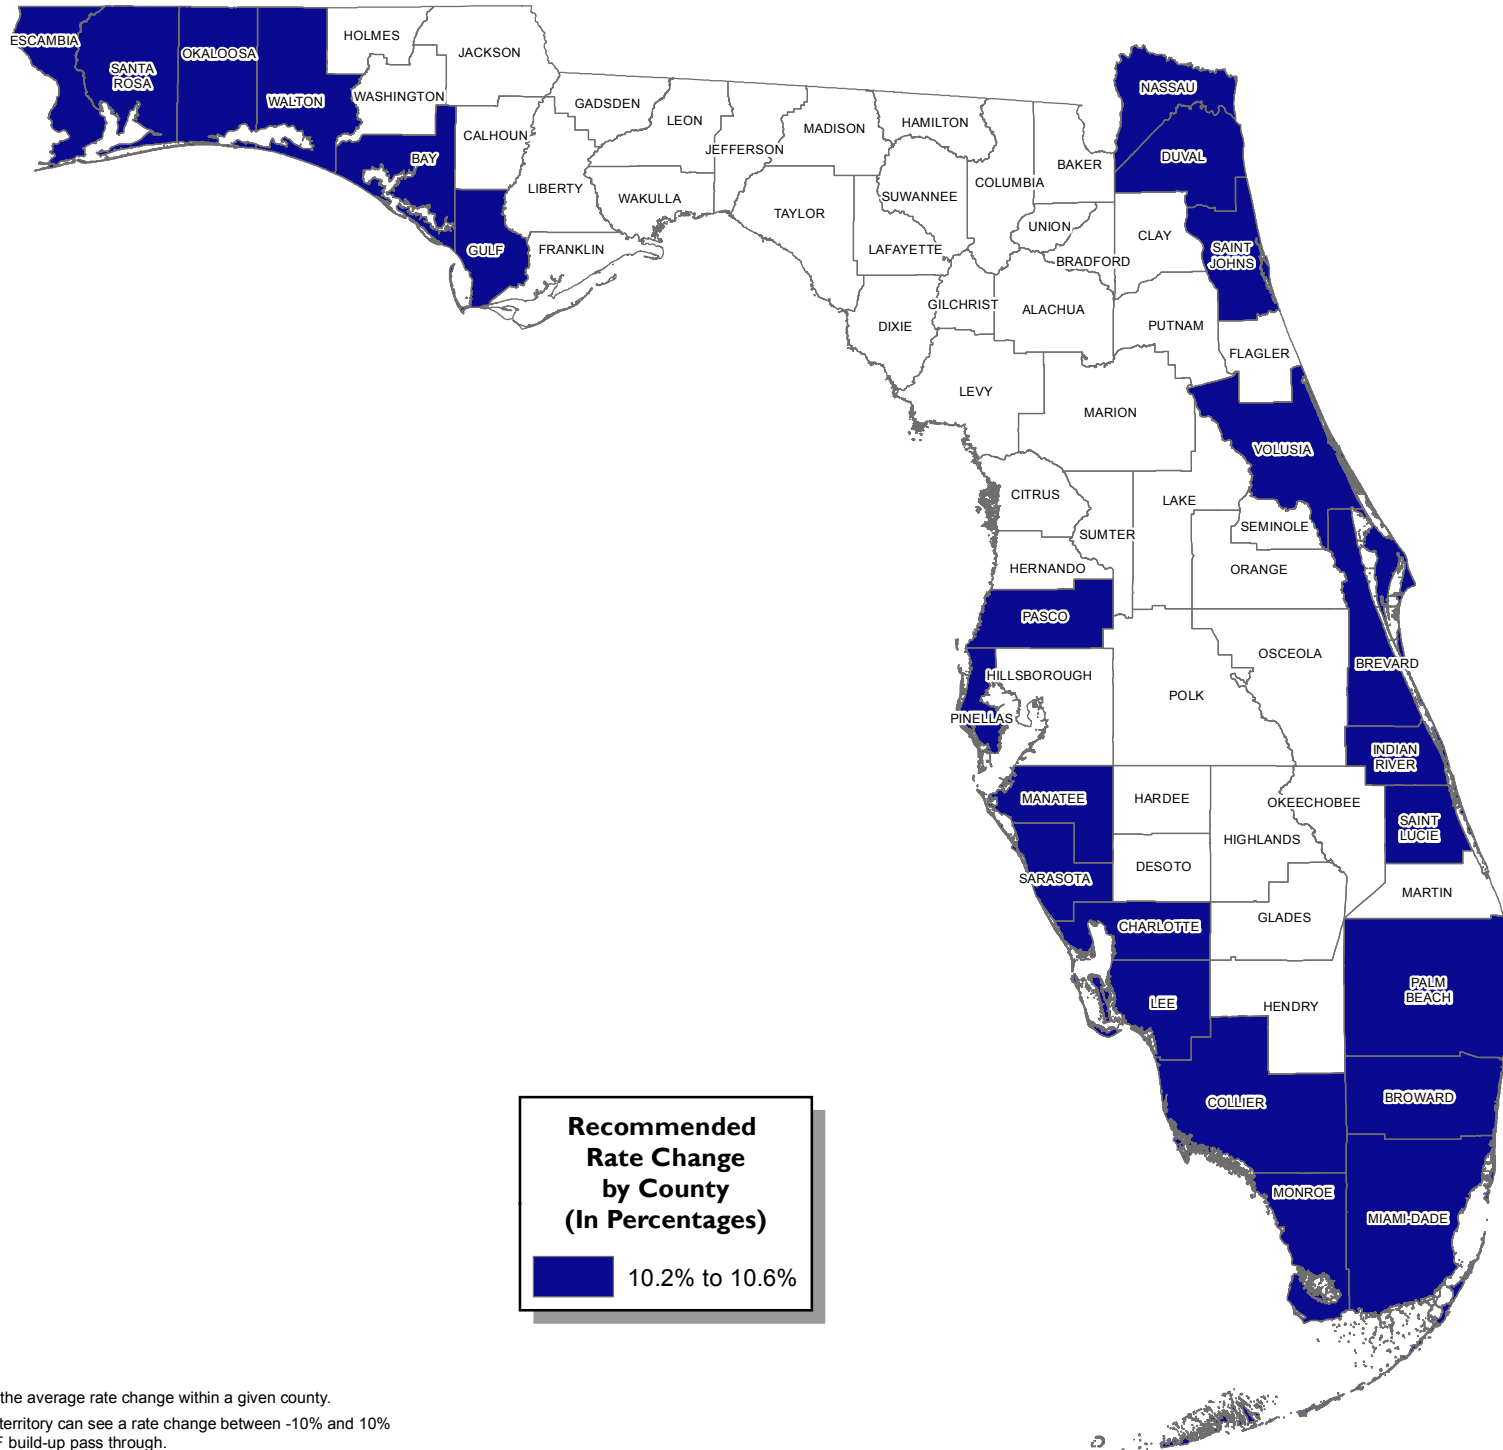 ESCAMBIA
SANTA
ROSA
OKALOOSA
WALTON
HOLMES
WASHINGTON
JACKSON
BAY
CALHOUN
GULF
GADSDEN
LIBERTY
FRANKLIN
LEON
WAKULLA
JEFFERSON
MADISON
TAYLOR
HAMILTON
SUWANNEE
LAFAYETTE
DIXIE
COLUMBIA
GILCHRIST
BAKER
UNION
BRADFORD
ALACHUA
NASSAU
DUVAL
CLAY
SAINT
JOHNS
PUTNAM
FLAGLER
LEVY
MARION
VOLUSIA
CITRUS
SUMTER
LAKE
SEMINOLE
ORANGE
HERNANDO
PASCO
HILLSBOROUGH
PINELLAS
POLK
OSCEOLA
BREVARD
INDIAN
RIVER
MANATEE
HARDEE
OKEECHOBEE
HIGHLANDS
SAINT
LUCIE
SARASOTA
DESOTO
MARTIN
CHARLOTTE
GLADES
LEE
HENDRY
PALM
BEACH
COLLIER
BROWARD
MONROE
MIAMI-DADE
Recommended
Rate Change
by County
(In Percentages)
10.2% to 10.6%
the average rate change within a given county.
territory can see a rate change between -10% and 10%
F build-up pass through.